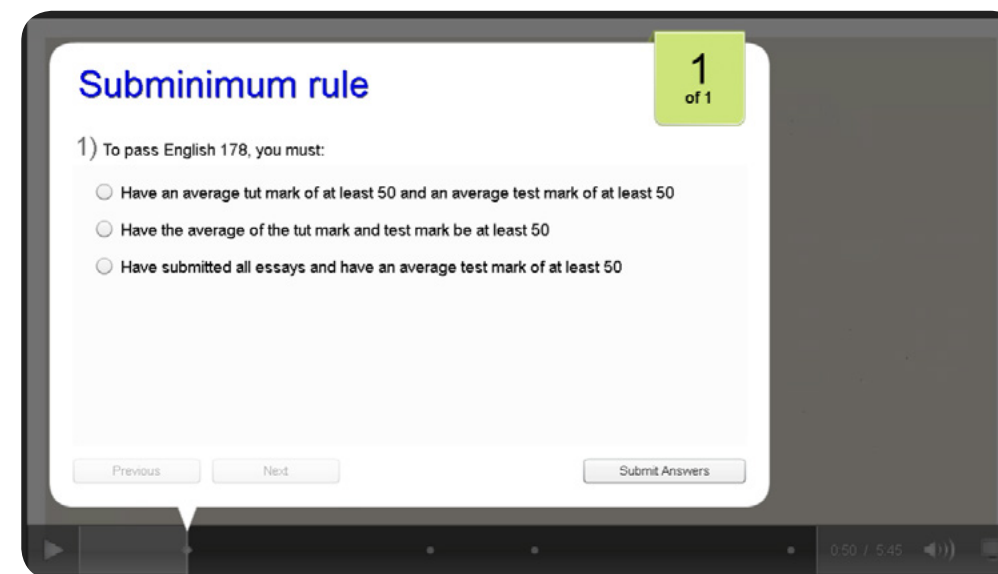 Subminimum rule
1
of 1
1) To pass English 178, you must:
Have an average tut mark of at least 50 and an average test mark of at least 50
Have the average of the tut mark and test mark be at least 50
Have submitted all essays and have an average test mark of at least 50
Previous
Next
Submit Answers
0:50 / 5:45